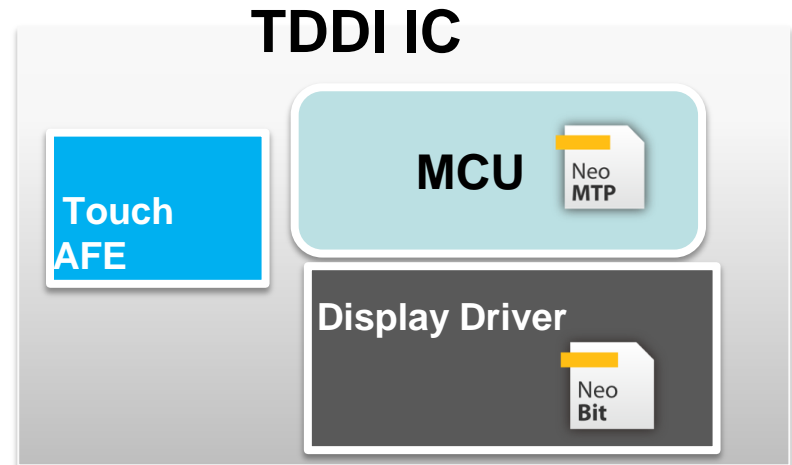 TDDI IC
MCU
Neo
MTP
Touch
AFE
Display Driver
Neo
Bit